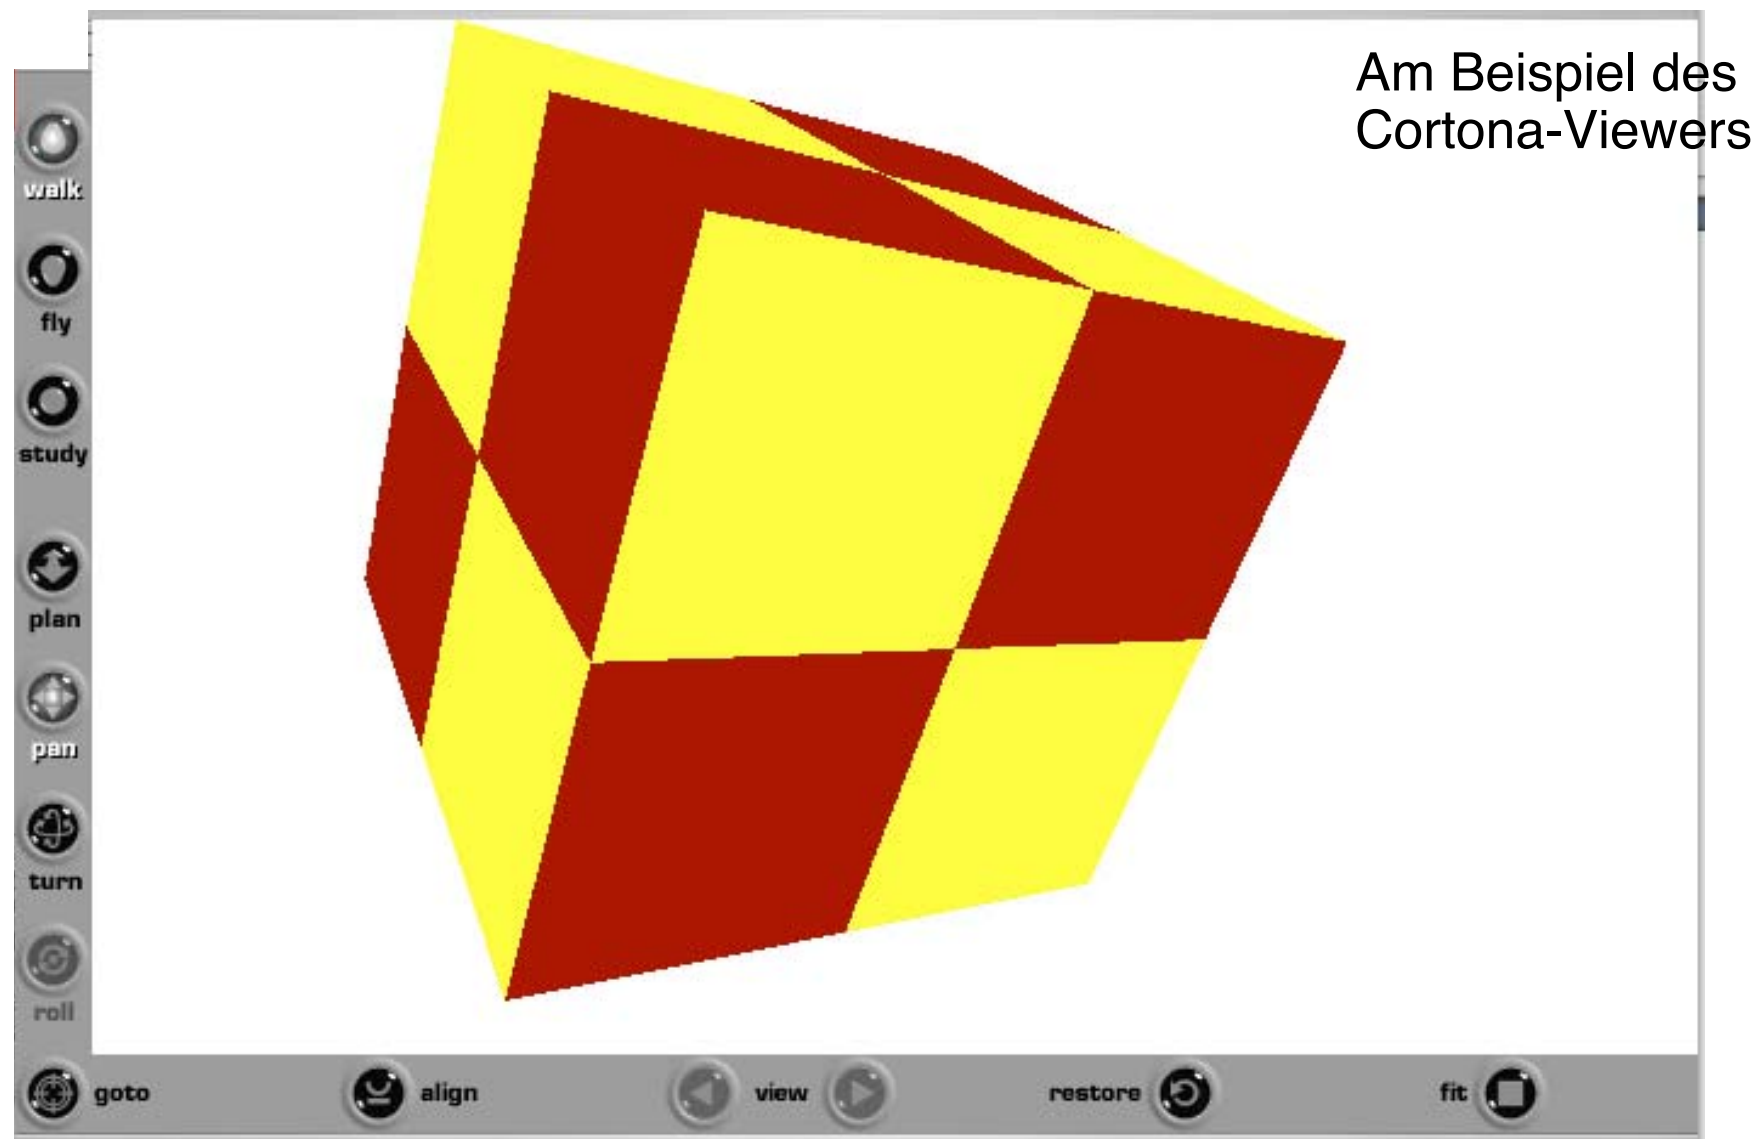 Am Beispiel des
Cortona-Viewers
walk
fly
study
plan
pan
turn
roll
goto
align
view
restore
fit